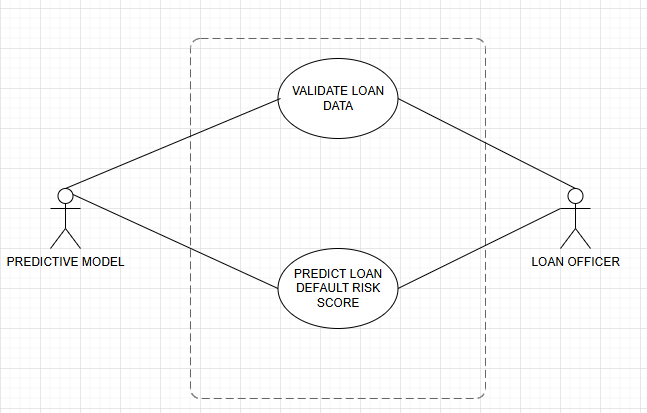 VALIDATE LOAN
DATA
PREDICTIVE MODEL
LOAN OFFICER
PREDICT LOAN
DEFAULT RISK
SCORE